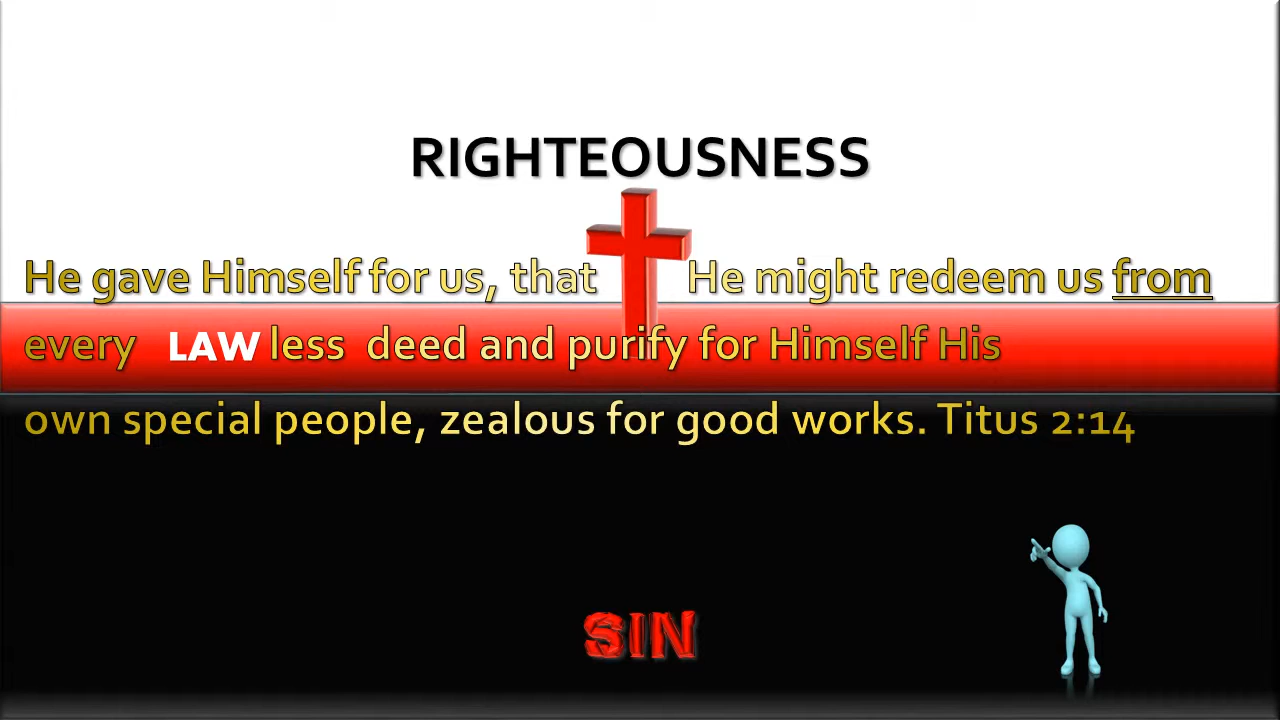 RIGHTEOUSNESS
He gave Himself for us, that He might redeem us from
every LAW less deed and purify for Himself His
own special people, zealous for good works. Titus 2:14
SIN